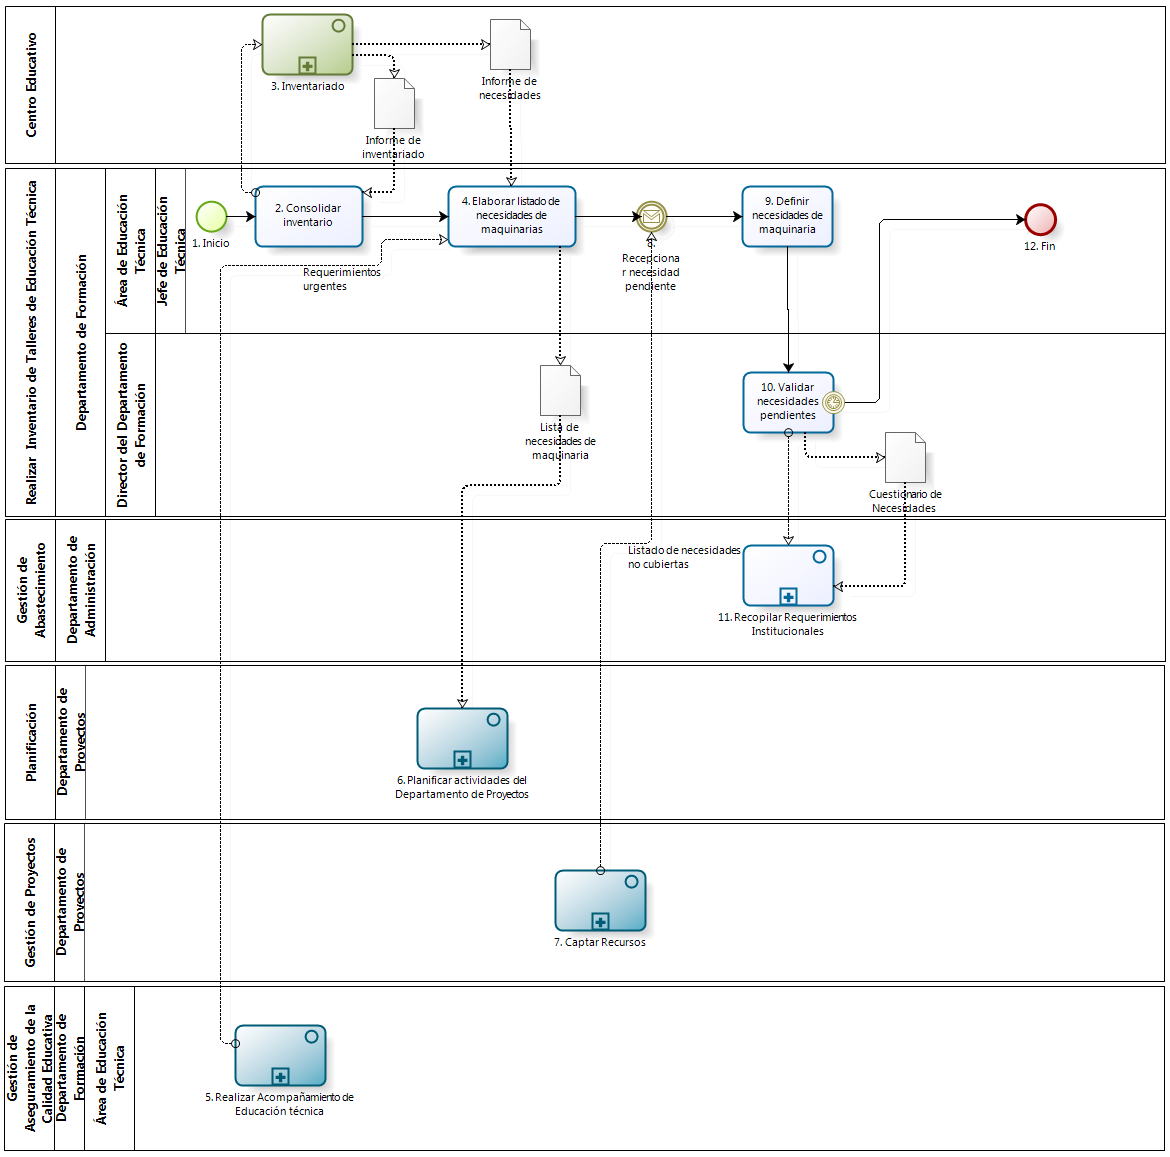 Centro Educativo
3. Inventariado
Informe de
necesidades
Informe de
inventariado
Realizar Inventario de Talleres de Educación Técnica
Departamento de Formación
Área de Educación
Técnica
Jefe de Educación
Técnica
1. Inicio
2. Consolidar
inventario
4. Elaborar listado de
necesidades de
maquinarias
8.
Recepciona
r necesidad
pendiente
9. Definir
necesidades de
maquinaria
12. Fin
Requerimientos
urgentes
Director del Departamento
de Formación
Lista de
necesidades de
maquinaria
10. Validar
necesidades
pendientes
Cuestionario de
Necesidades
Gestión de
Abastecimiento
Departamento de
Administración
Listado de necesidades
no cubiertas
11. Recopilar Requerimientos
Institucionales
Planificación
Departamento de
Proyectos
6. Planificar actividades del
Departamento de Proyectos
Gestión de Proyectos
Departamento de
Proyectos
7. Captar Recursos
Gestión de
Aseguramiento de la
Calidad Educativa
Departamento de
Formación
Área de Educación
Técnica
5. Realizar Acompañamiento de
Educación técnica